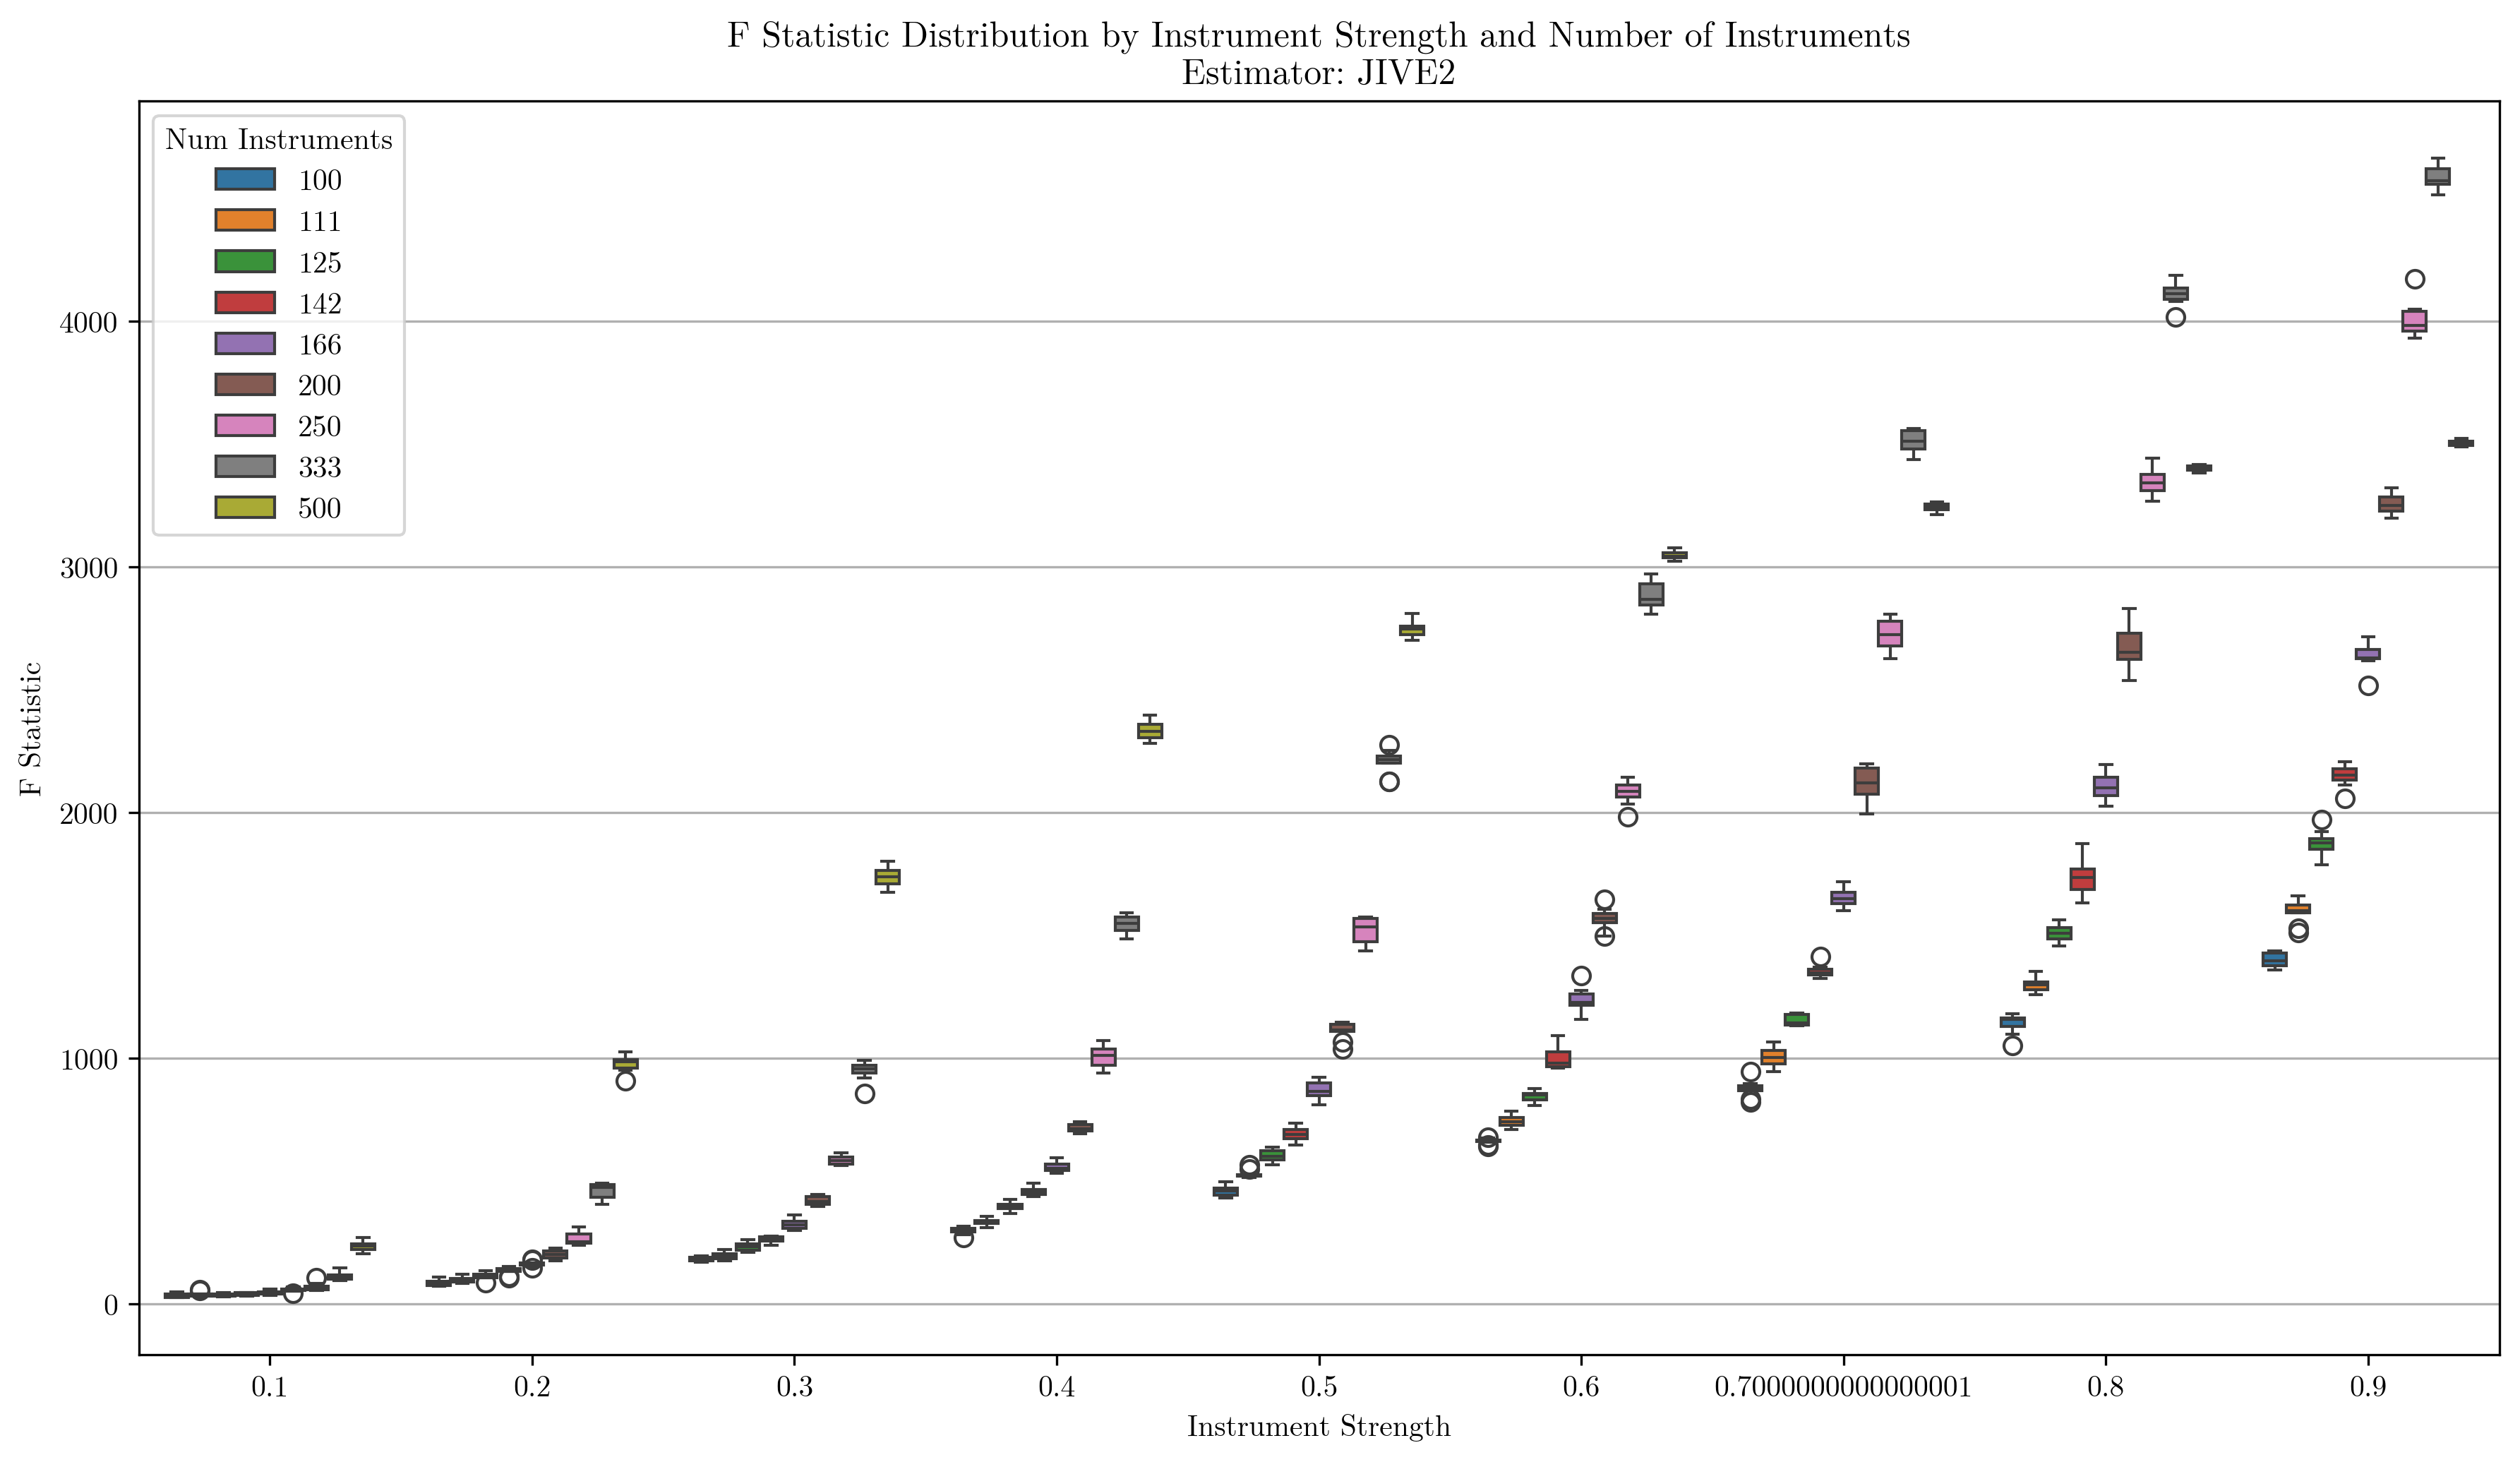 F Statistic Distribution by Instrument Strength and Number of Instruments
Estimator: JIVE2
Num Instruments
100
111
125
142
166
200
250
333
500
F Statistic
4000
3000
2000
1000
0
0.1 0.2 0.3 0.4 0.5 0.6 0.7000000000000001 0.8 0.9
Instrument Strength